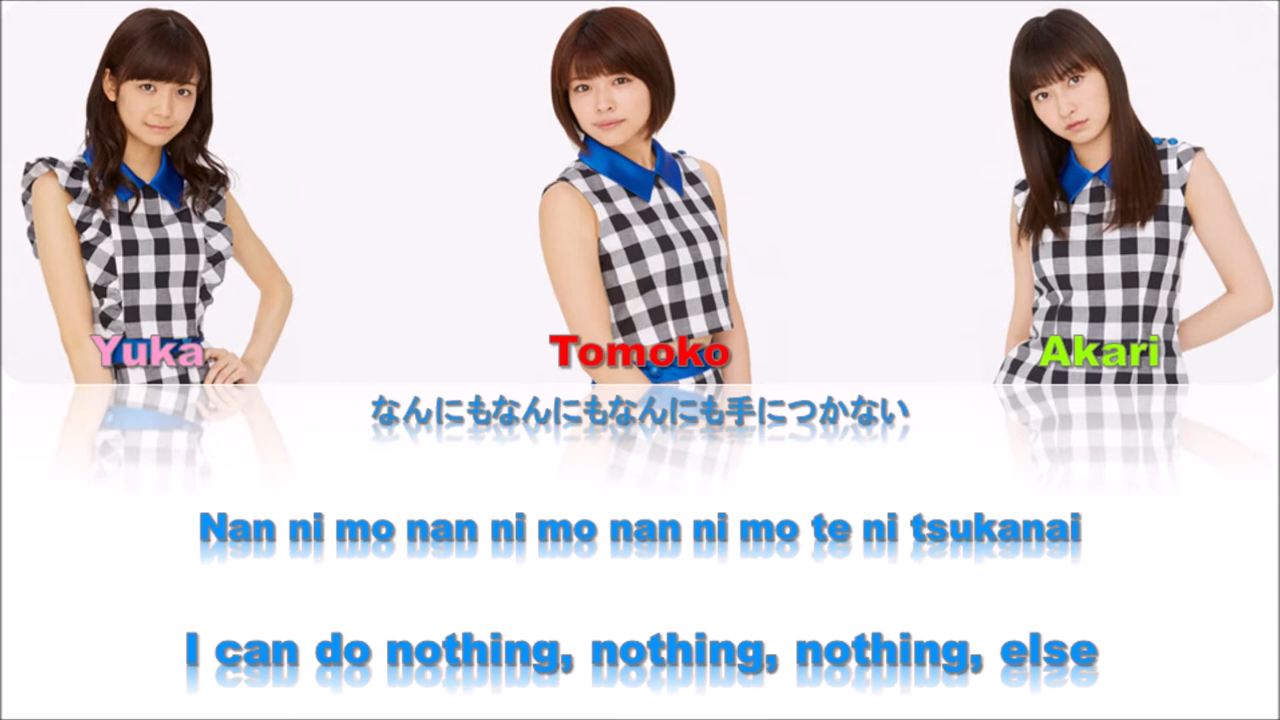 Yuka
Tomoko
Akari
なんにもなんにもなんにも手につかない
Nan ni mo nan ni mo nan ni mo te ni tsukanai
I can do nothing, nothing, nothing, else